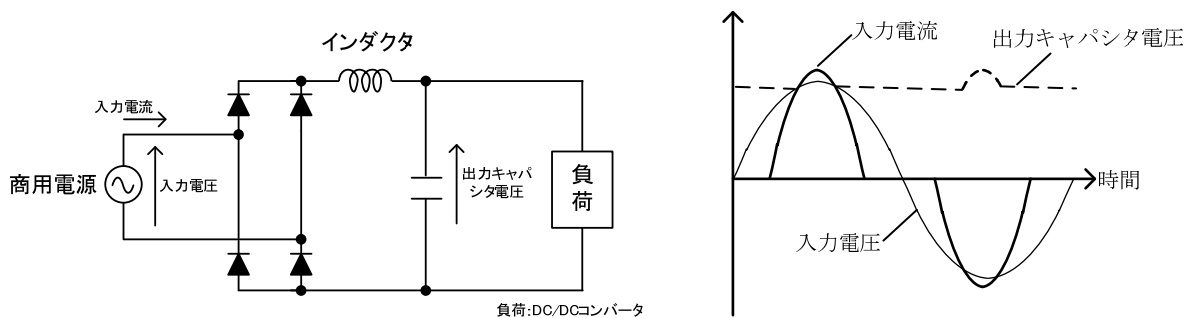 インダクタ
入力電流
商用電源
入力電圧
出力キャパ
シタ電圧
負
荷
負荷:DC/DCコンバータ
入力電流
出力キャパシタ電圧
時間
入力電圧